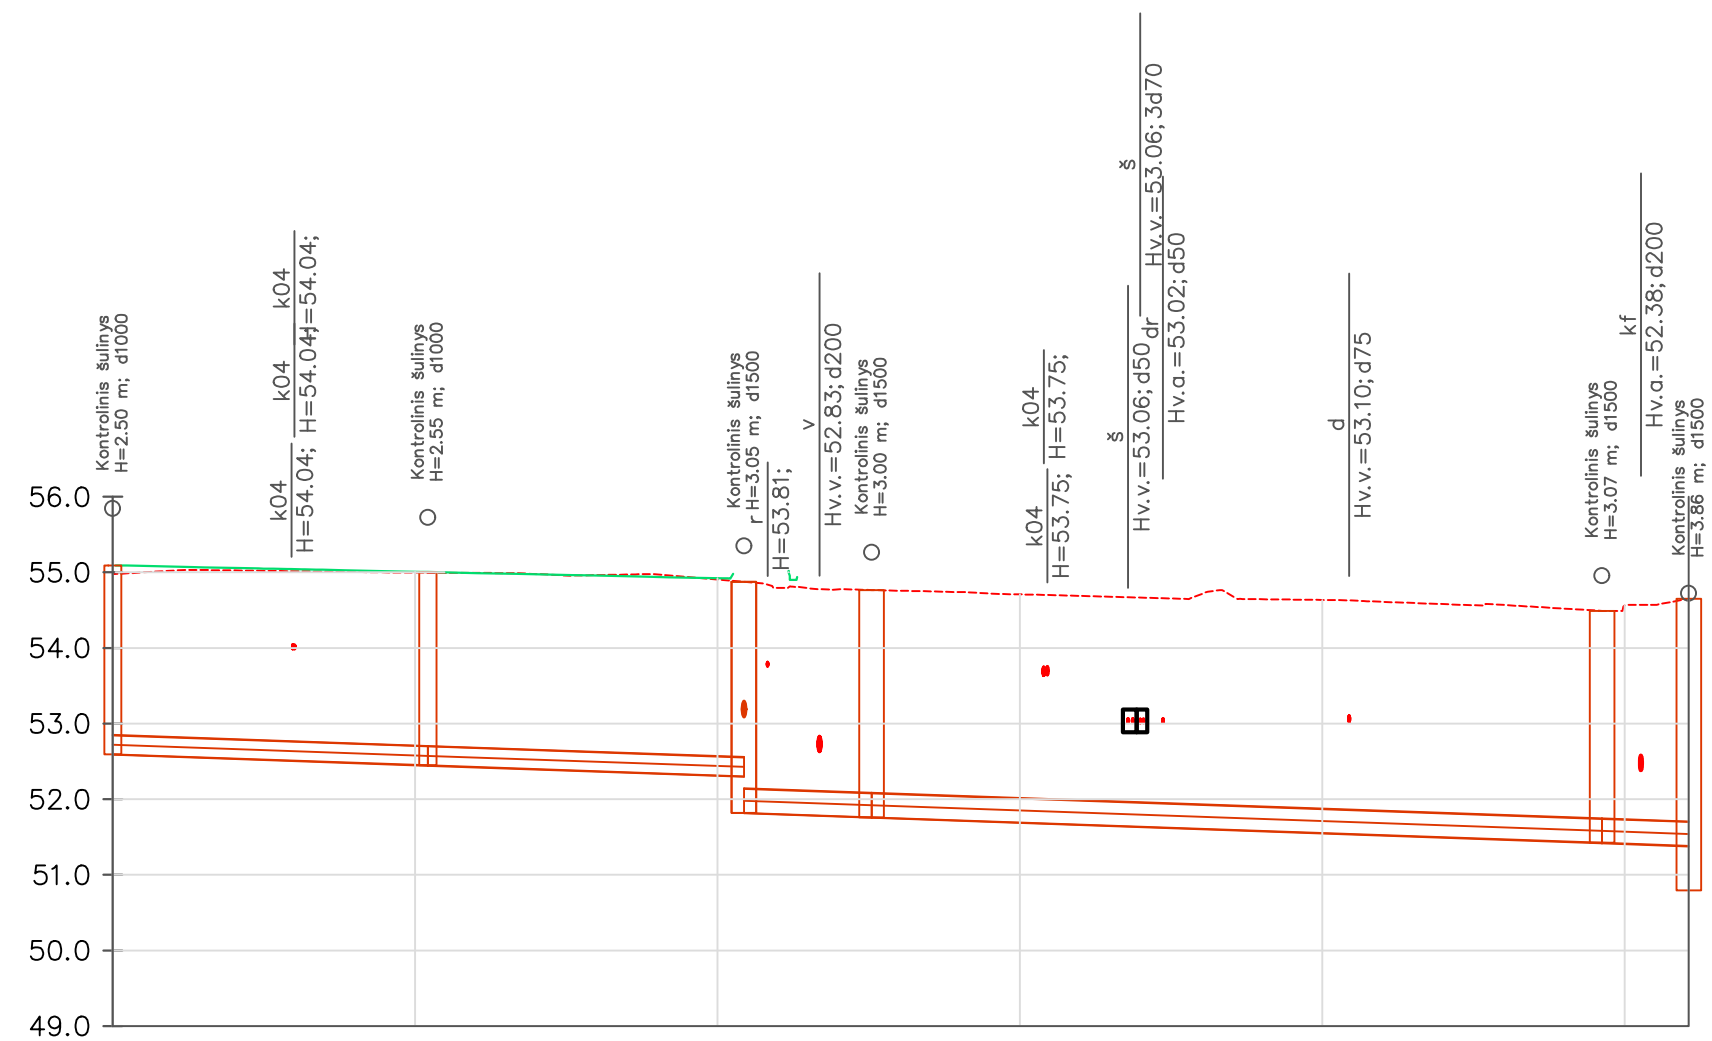 Kontrolinis šulinys
H=2.50 m; d1000
k04
H=54.04;
k04
H=54.04;
k04
H=54.04;
Kontrolinis šulinys
H=2.55 m; d1000
Kontrolinis šulinys
H=3.05 m; d1500
r
H=53.81;
v
Hv.v.=52.83; d200
Kontrolinis šulinys
H=3.00 m; d1500
k04
H=53.75;
k04
H=53.75;
š
Hv.v.=53.06; d50
š
Hv.v.=53.06; 3d70
dr
Hv.a.=53.02; d50
d
Hv.v.=53.10; d75
Kontrolinis šulinys
H=3.07 m; d1500
kf
Hv.a.=52.38; d200
Kontrolinis šulinys
H=3.86 m; d1500
56.0
55.0
54.0
53.0
52.0
51.0
50.0
49.0